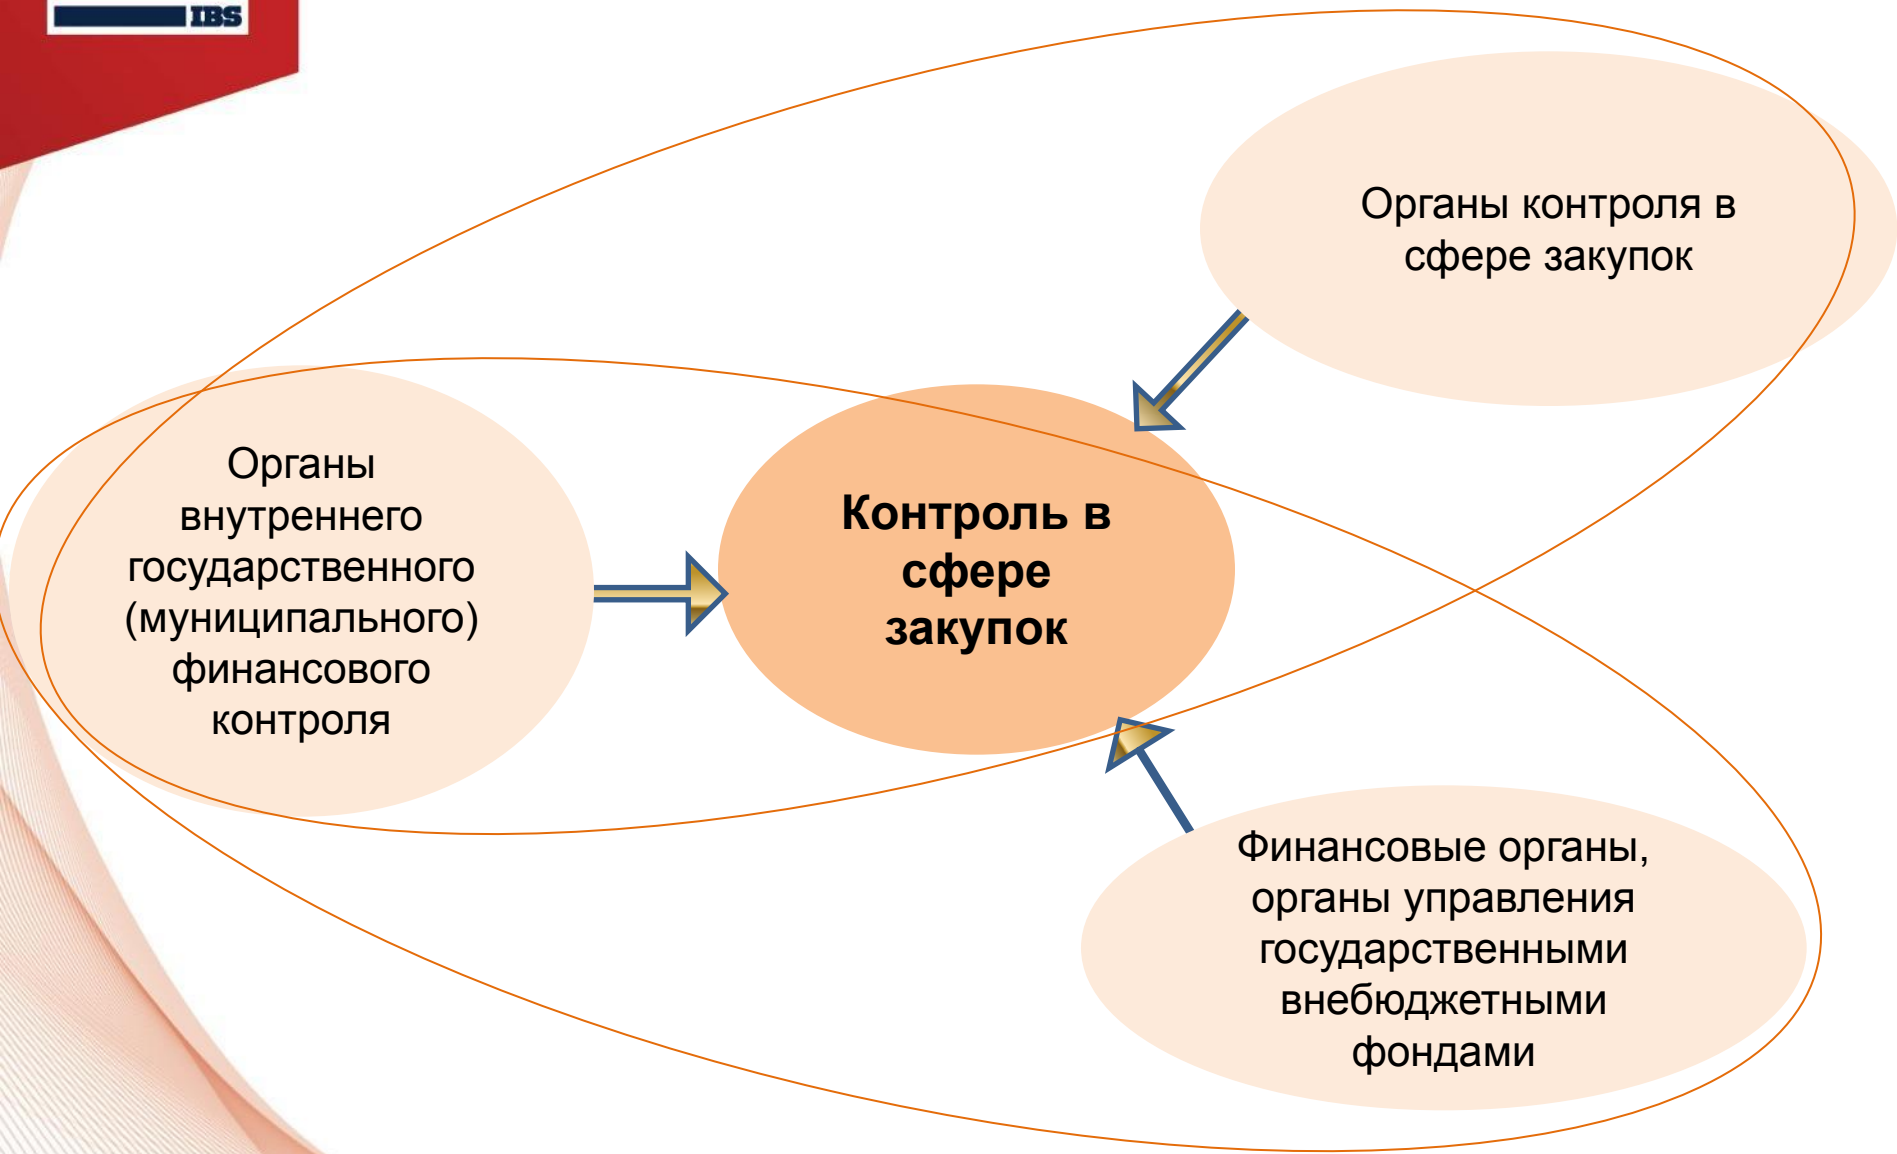 IBS
Органы контроля в
сфере закупок
Органы
внутреннего
государственного
(муниципального)
финансового
контроля
Контроль в
сфере
закупок
Финансовые органы,
органы управления
государственными
внебюджетными
фондами